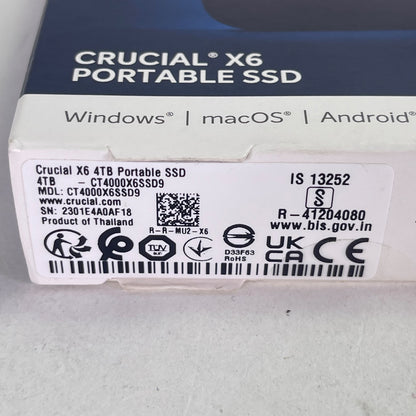 CRUCIAL® X6
PORTABLE SSD
Windows® | macOS® | Android®
Crucial X6 4TB Portable SSD
4TB - CT4000X6SSD9
MDL: CT4000X6SSD9
www.crucial.com
SN: 2301E4A0AF18
Product of Thailand
R-R-MU2-X6
IS 13252
S
R-41204080
www.bis.gov.in
TÜV
D33F63
RoHS
UK
CA
CE